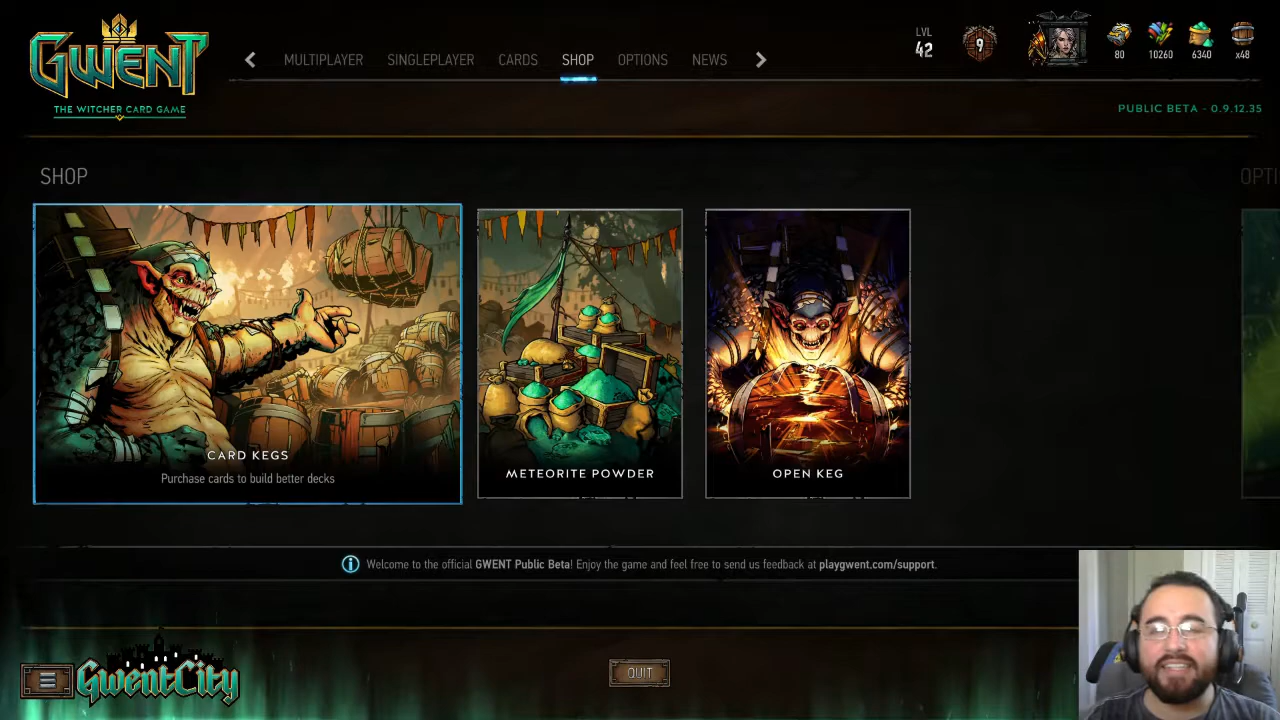 GWENT
THE WITCHER CARD GAME
MULTIPLAYER SINGLEPLAYER CARDS SHOP OPTIONS NEWS
LVL
42
9
80 10260 6340 x48
PUBLIC BETA - 0.9.12.35
SHOP
OPTI
CARD KEGS
Purchase cards to build better decks
METEORITE POWDER
OPEN KEG
Welcome to the official GWENT Public Beta! Enjoy the game and feel free to send us feedback at playgwent.com/support.
GwentCity
QUIT